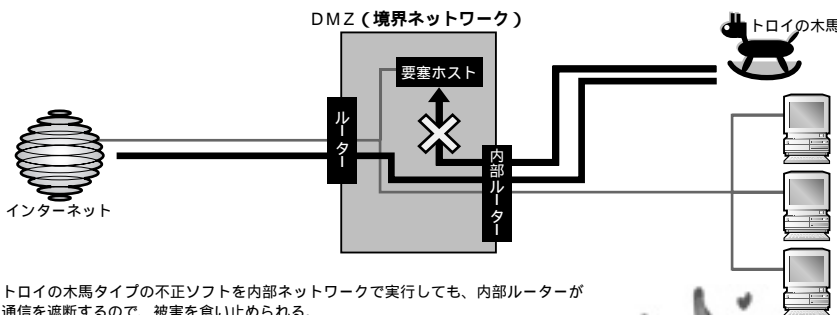 DMZ(境界ネットワーク)
トロイの木馬
要塞ホスト
ルーター
内部ルーター
インターネット
トロイの木馬タイプの不正ソフトを内部ネットワークで実行しても、内部ルーターが
通信を遮断するので、被害を食い止められる。